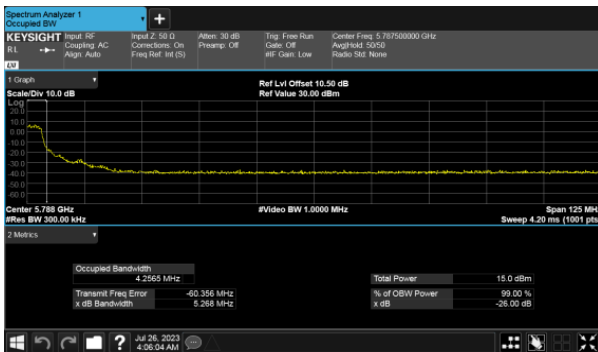 Spectrum Analyzer 1
Occupied BW
+
KEYSIGHT
RL
LXI
Input: RF
Coupling: AC
Align: Auto
Input Z: 50 Ω
Corrections: On
Freq Ref: Int (S)
Atten: 30 dB
Preamp: Off
Trig: Free Run
Gate: Off
#IF Gain: Low
Center Freq: 5.787500000 GHz
Avg|Hold: 50/50
Radio Std: None
1 Graph
Scale/Div 10.0 dB
Ref Lvl Offset 10.50 dB
Ref Value 30.00 dBm
Log
20.0
10.0
0.00
-10.0
-20.0
-30.0
-40.0
-50.0
-60.0
Center 5.788 GHz
#Res BW 300.00 kHz
#Video BW 1.0000 MHz
Span 125 MH
Sweep 4.20 ms (1001 pts
2 Metrics
Occupied Bandwidth
4.2565 MHz
Transmit Freq Error -60.356 MHz
x dB Bandwidth 5.268 MHz
Total Power 15.0 dBm
% of OBW Power 99.00 %
x dB -26.00 dB
?
Jul 26, 2023
4:06:04 AM